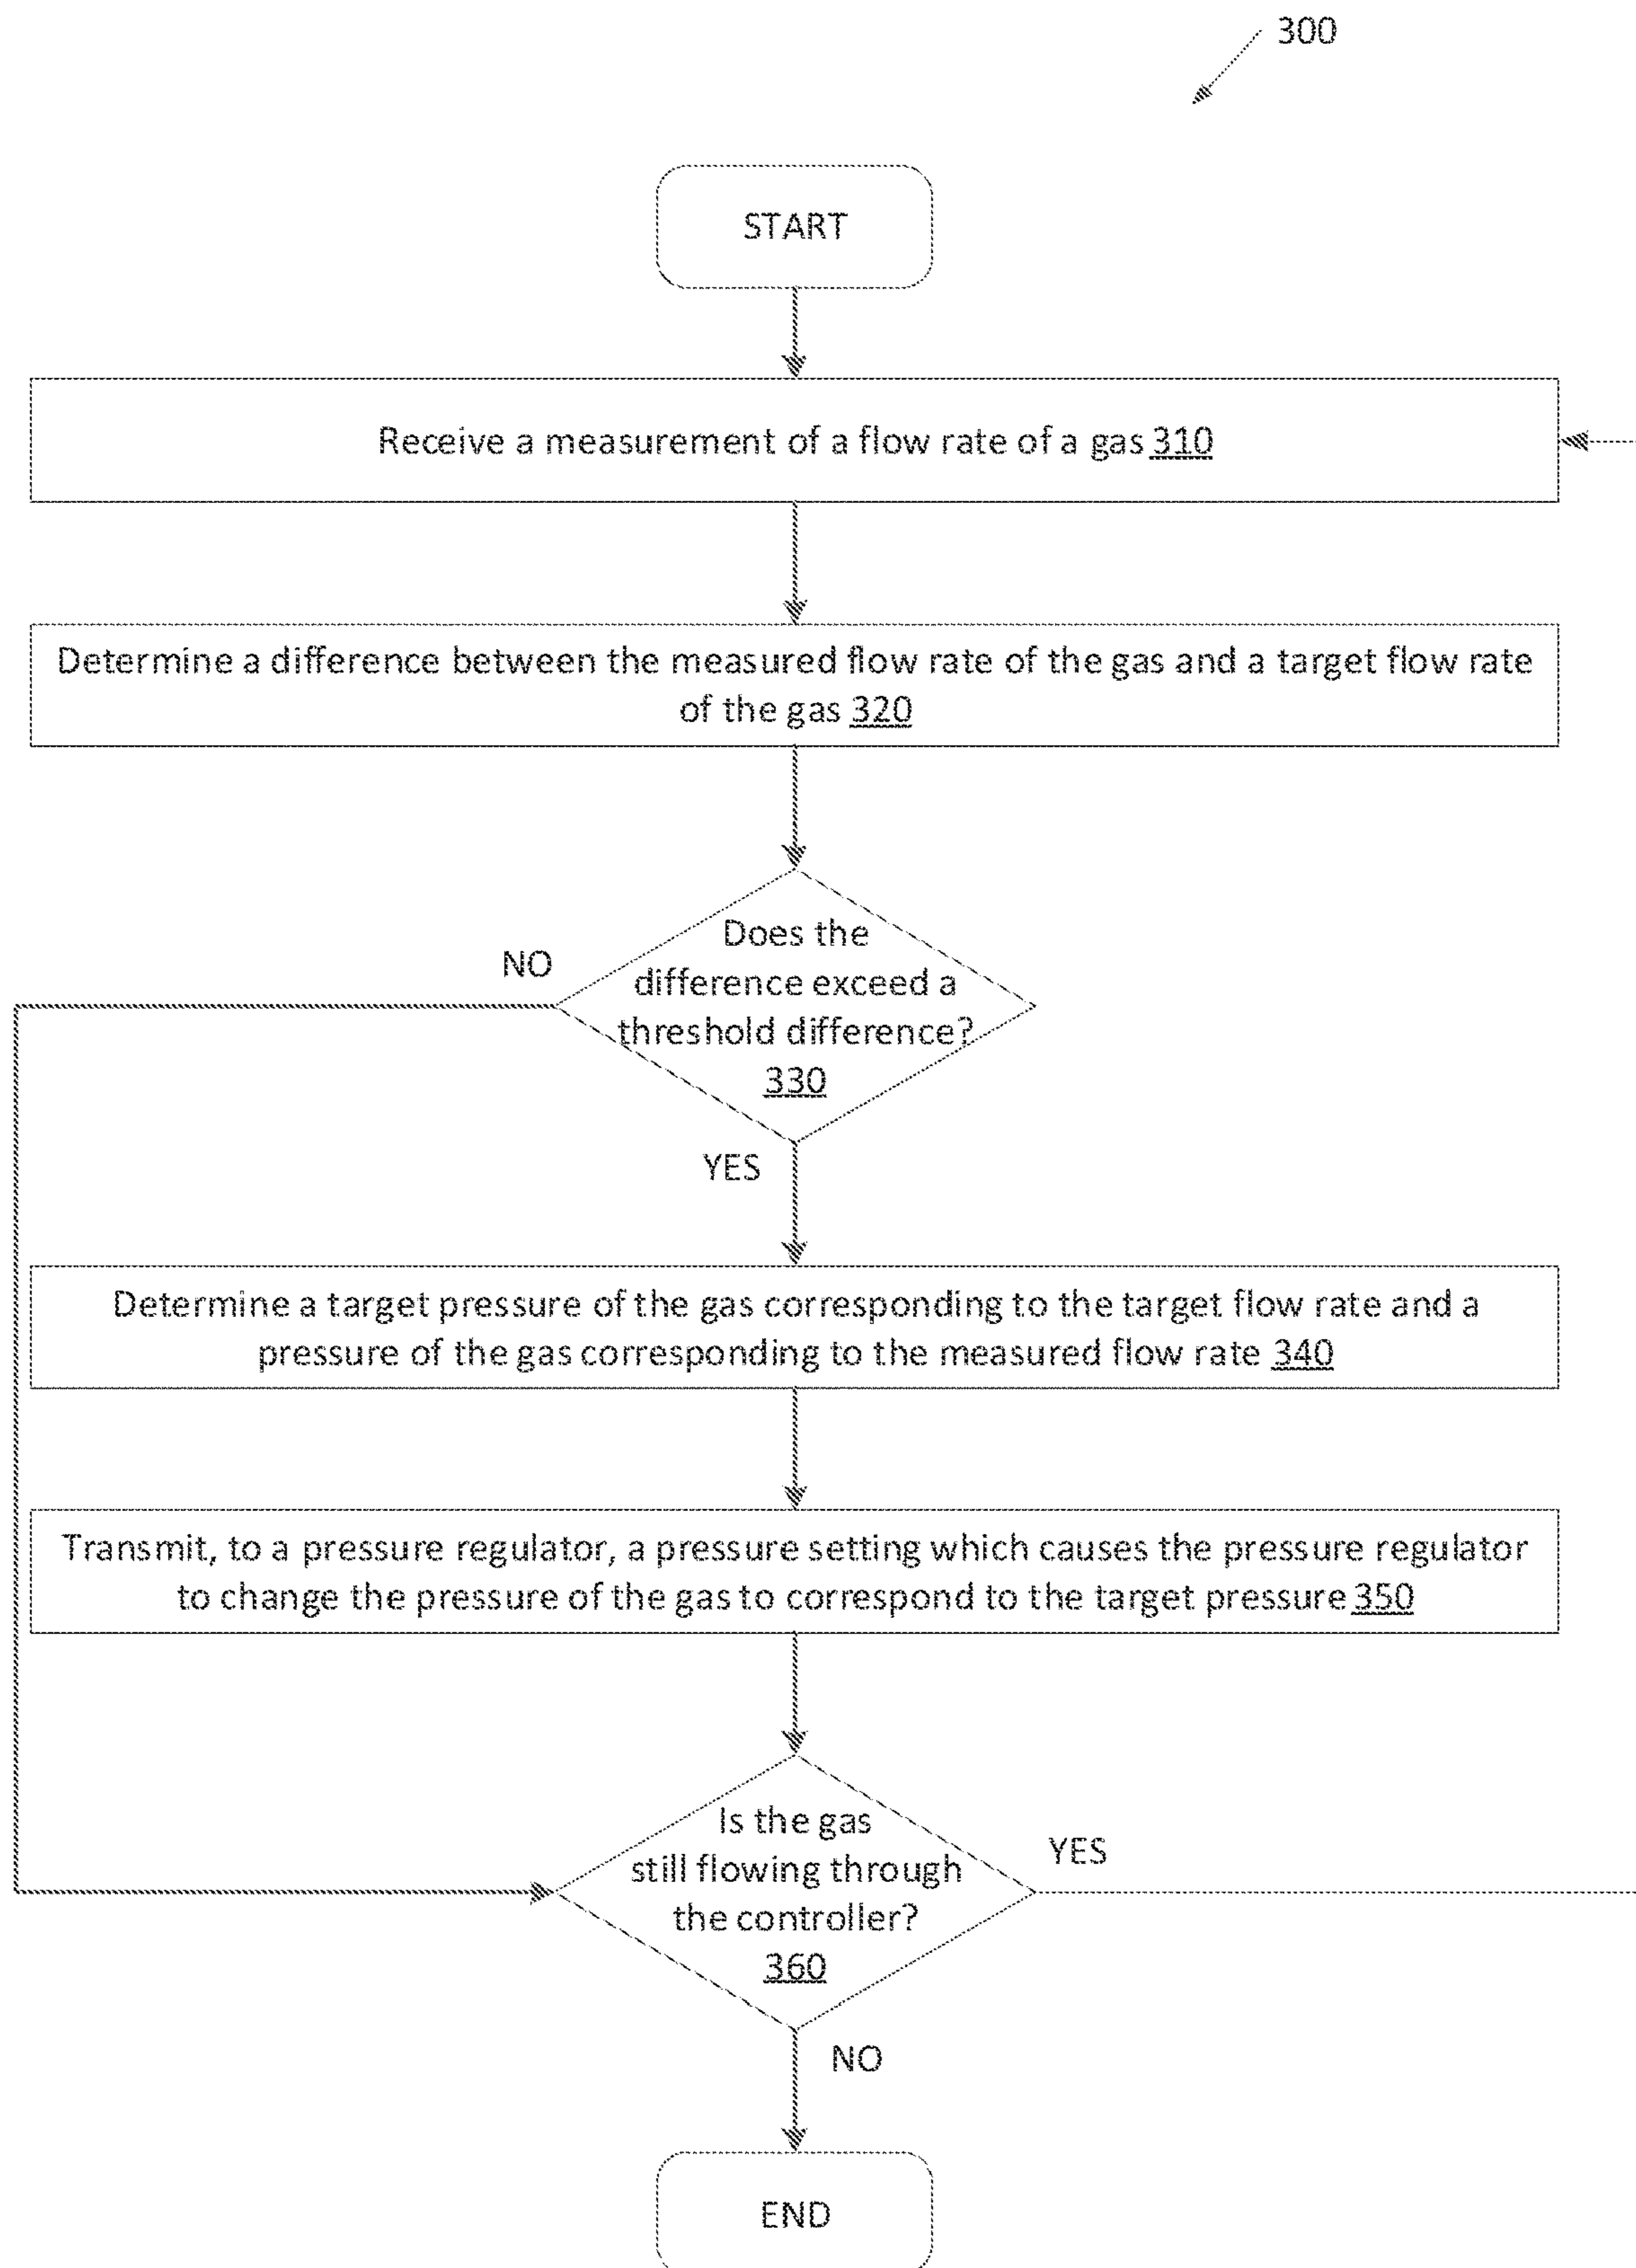 300
START
Receive a measurement of a flow rate of a gas 310
Determine a difference between the measured flow rate of the gas and a target flow rate
of the gas 320
Does the
difference exceed a
threshold difference?
330
NO
YES
Determine a target pressure of the gas corresponding to the target flow rate and a
pressure of the gas corresponding to the measured flow rate 340
Transmit, to a pressure regulator, a pressure setting which causes the pressure regulator
to change the pressure of the gas to correspond to the target pressure 350
Is the gas
still flowing through
the controller?
360
YES
NO
END